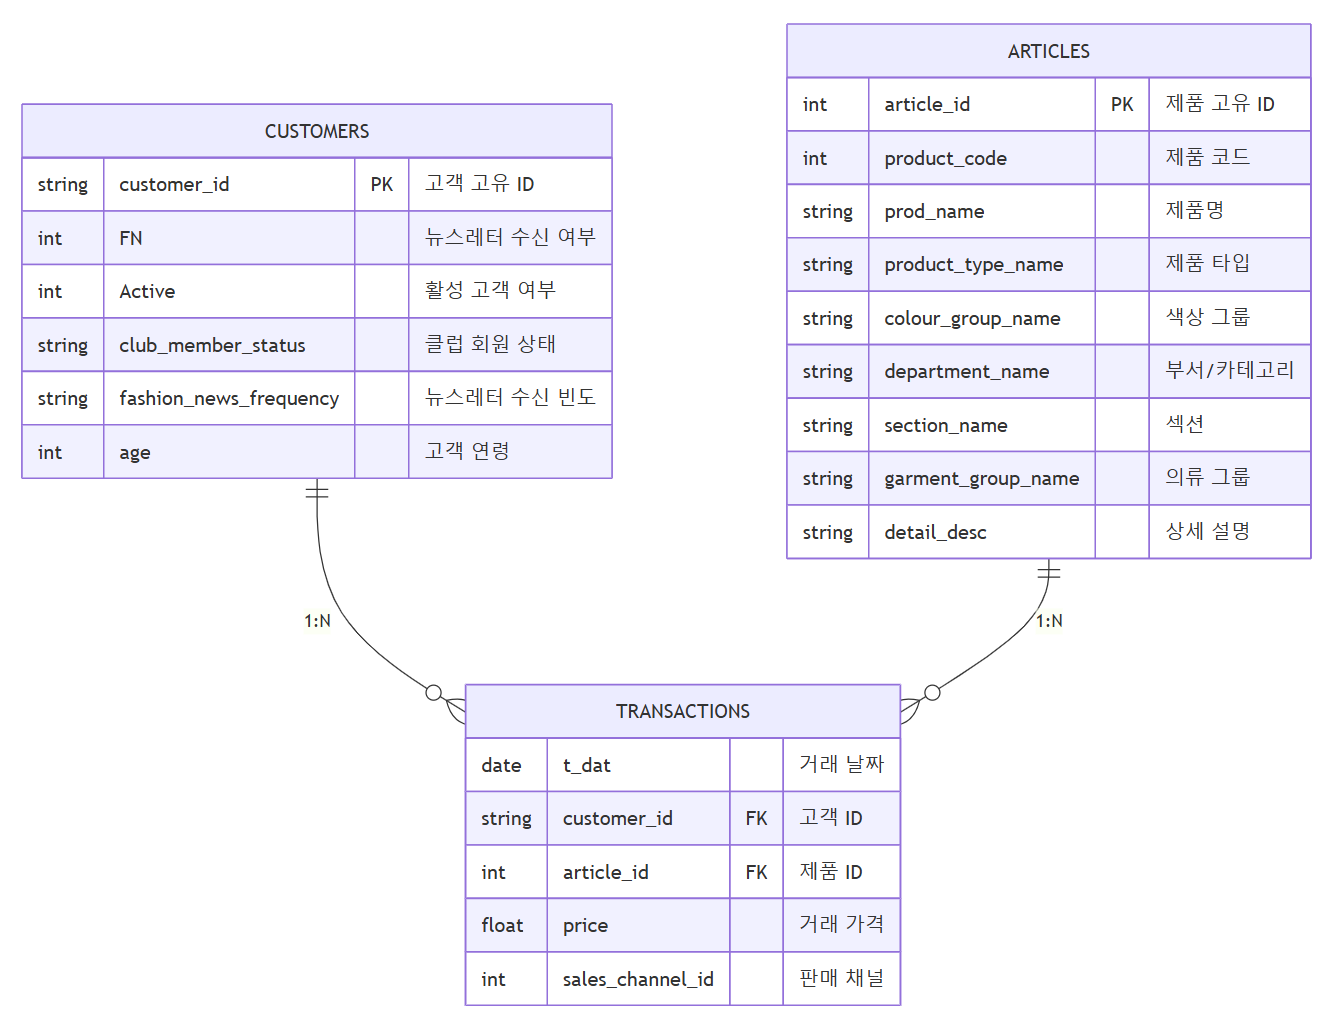 CUSTOMERS
string customer_id PK 고객 고유 ID
int FN 뉴스레터 수신 여부
int Active 활성 고객 여부
string club_member_status 클럽 회원 상태
string fashion_news_frequency 뉴스레터 수신 빈도
int age 고객 연령
ARTICLES
int article_id PK 제품 고유 ID
int product_code 제품 코드
string prod_name 제품명
string product_type_name 제품 타입
string colour_group_name 색상 그룹
string department_name 부서/카테고리
string section_name 섹션
string garment_group_name 의류 그룹
string detail_desc 상세 설명
1:N
1:N
TRANSACTIONS
date t_dat 거래 날짜
string customer_id FK 고객 ID
int article_id FK 제품 ID
float price 거래 가격
int sales_channel_id 판매 채널